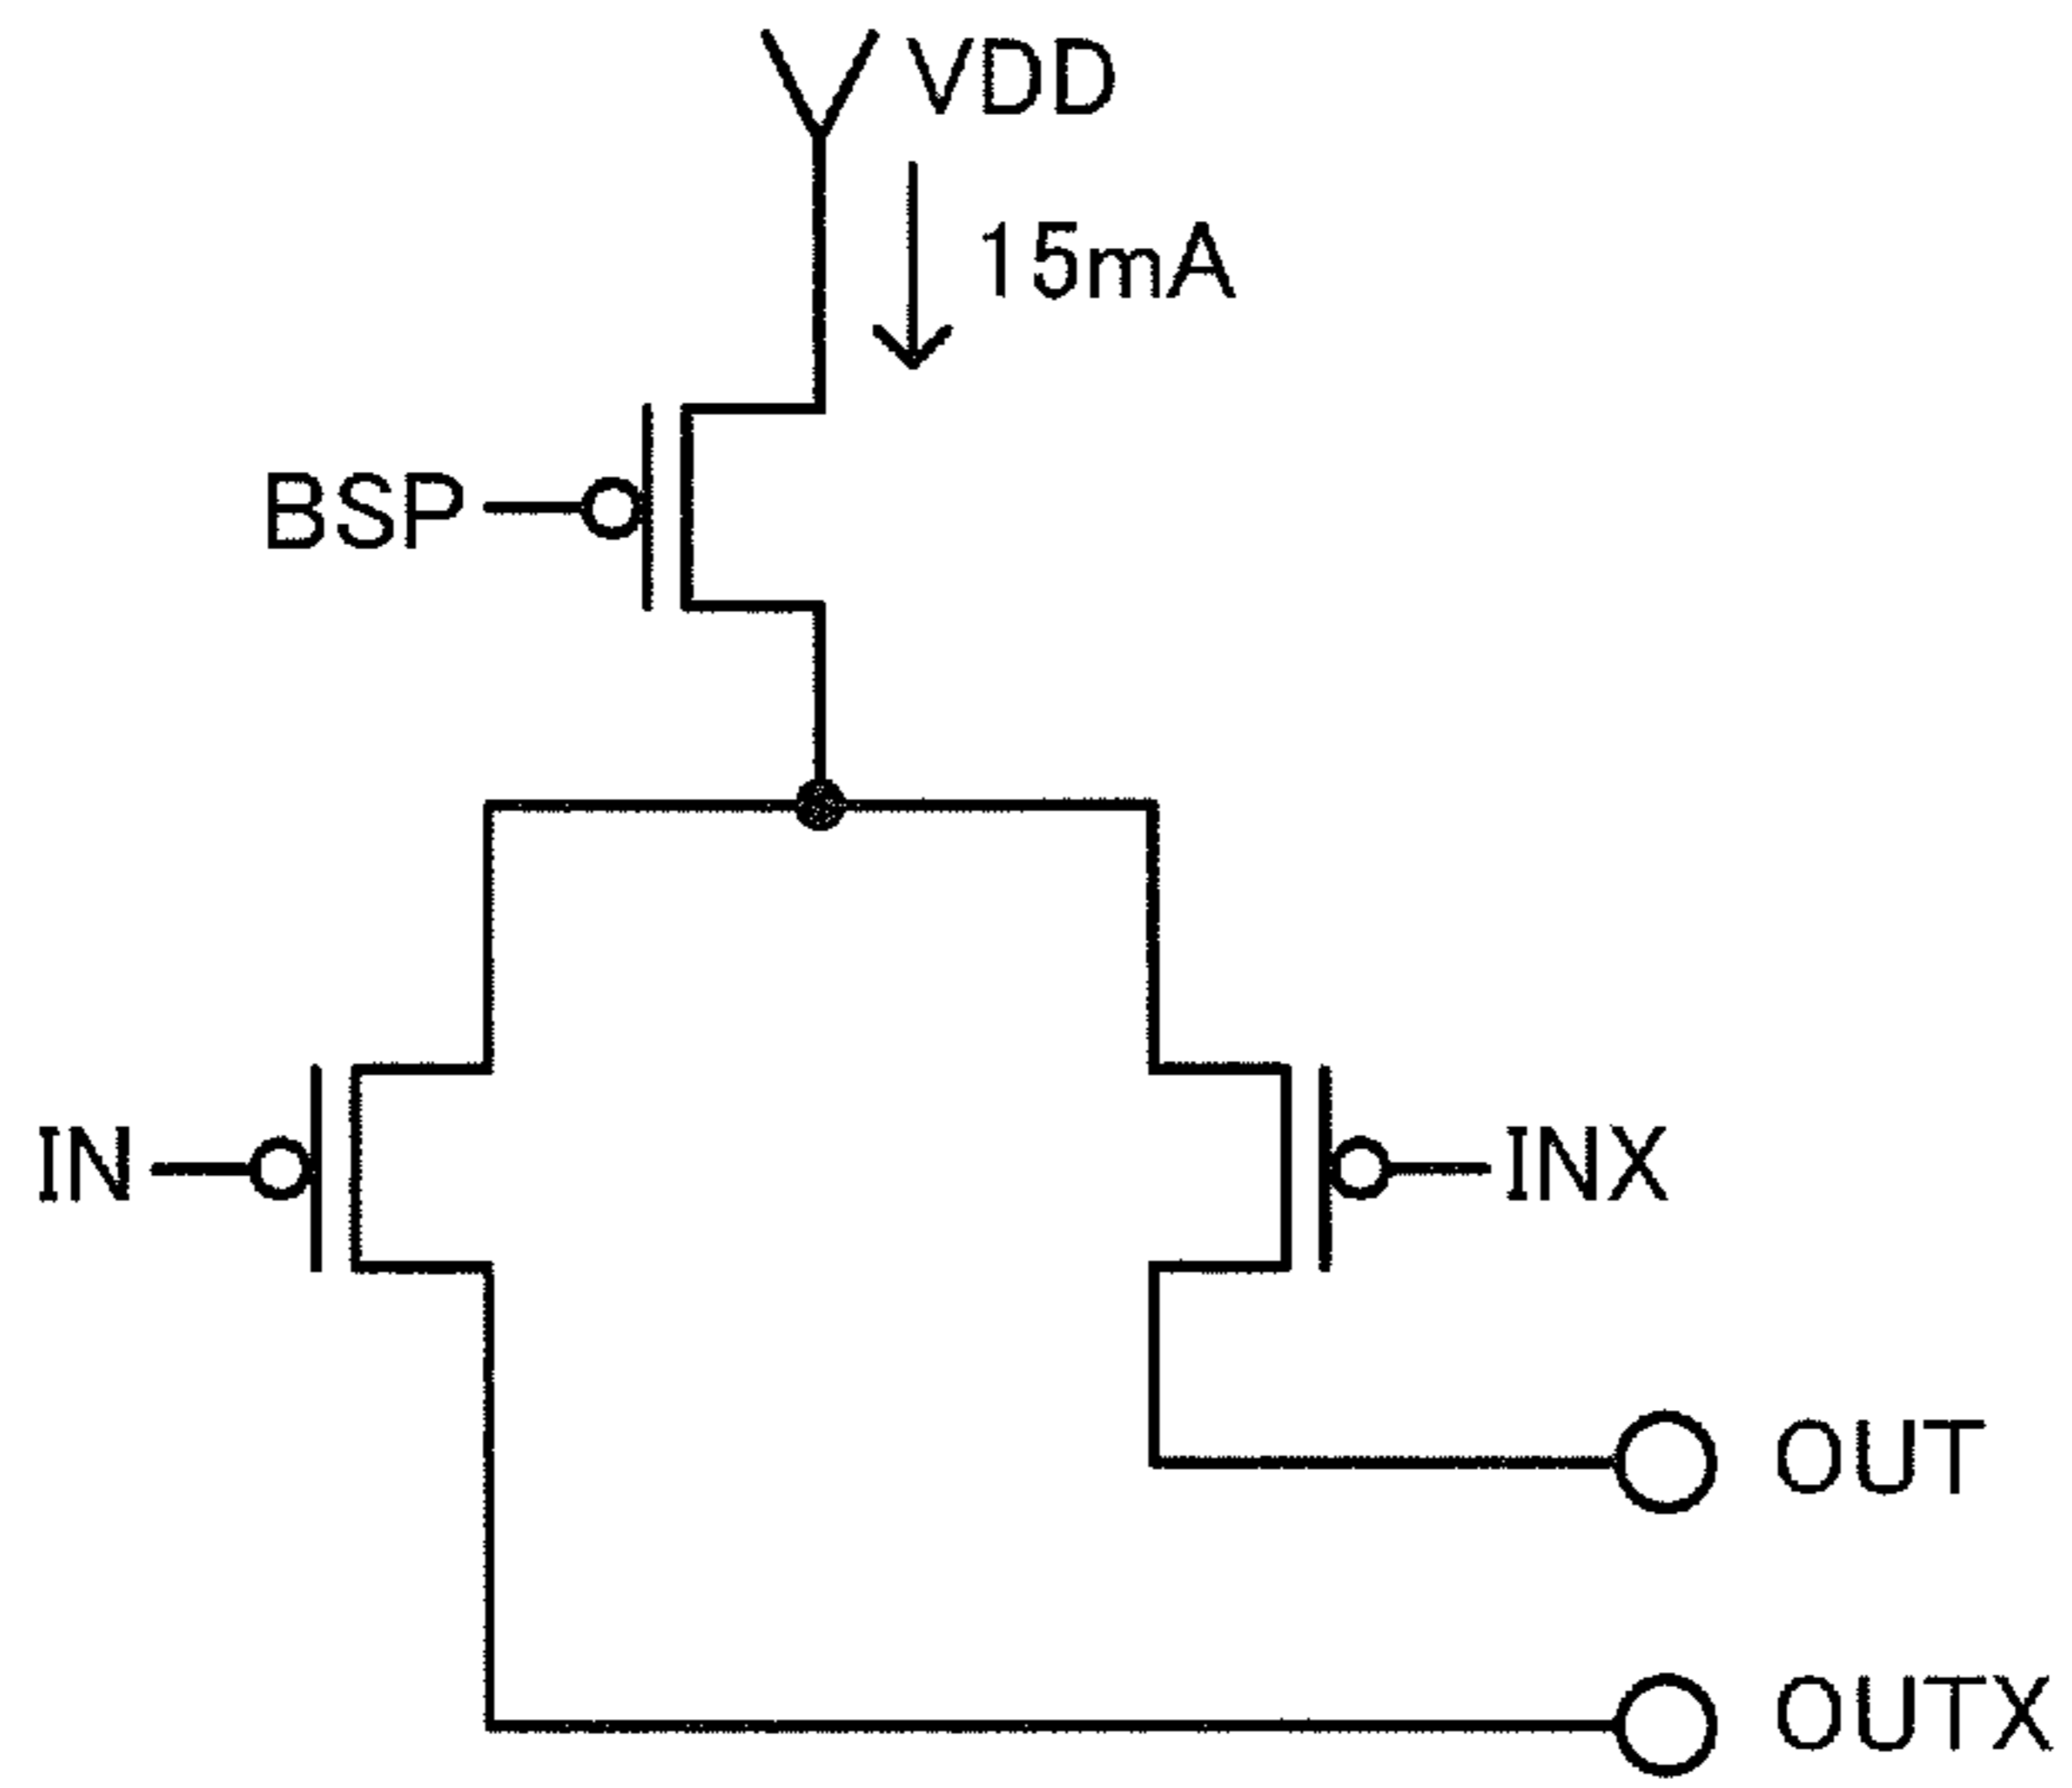 VDD
15mA
BSP
IN
INX
OUT
OUTX